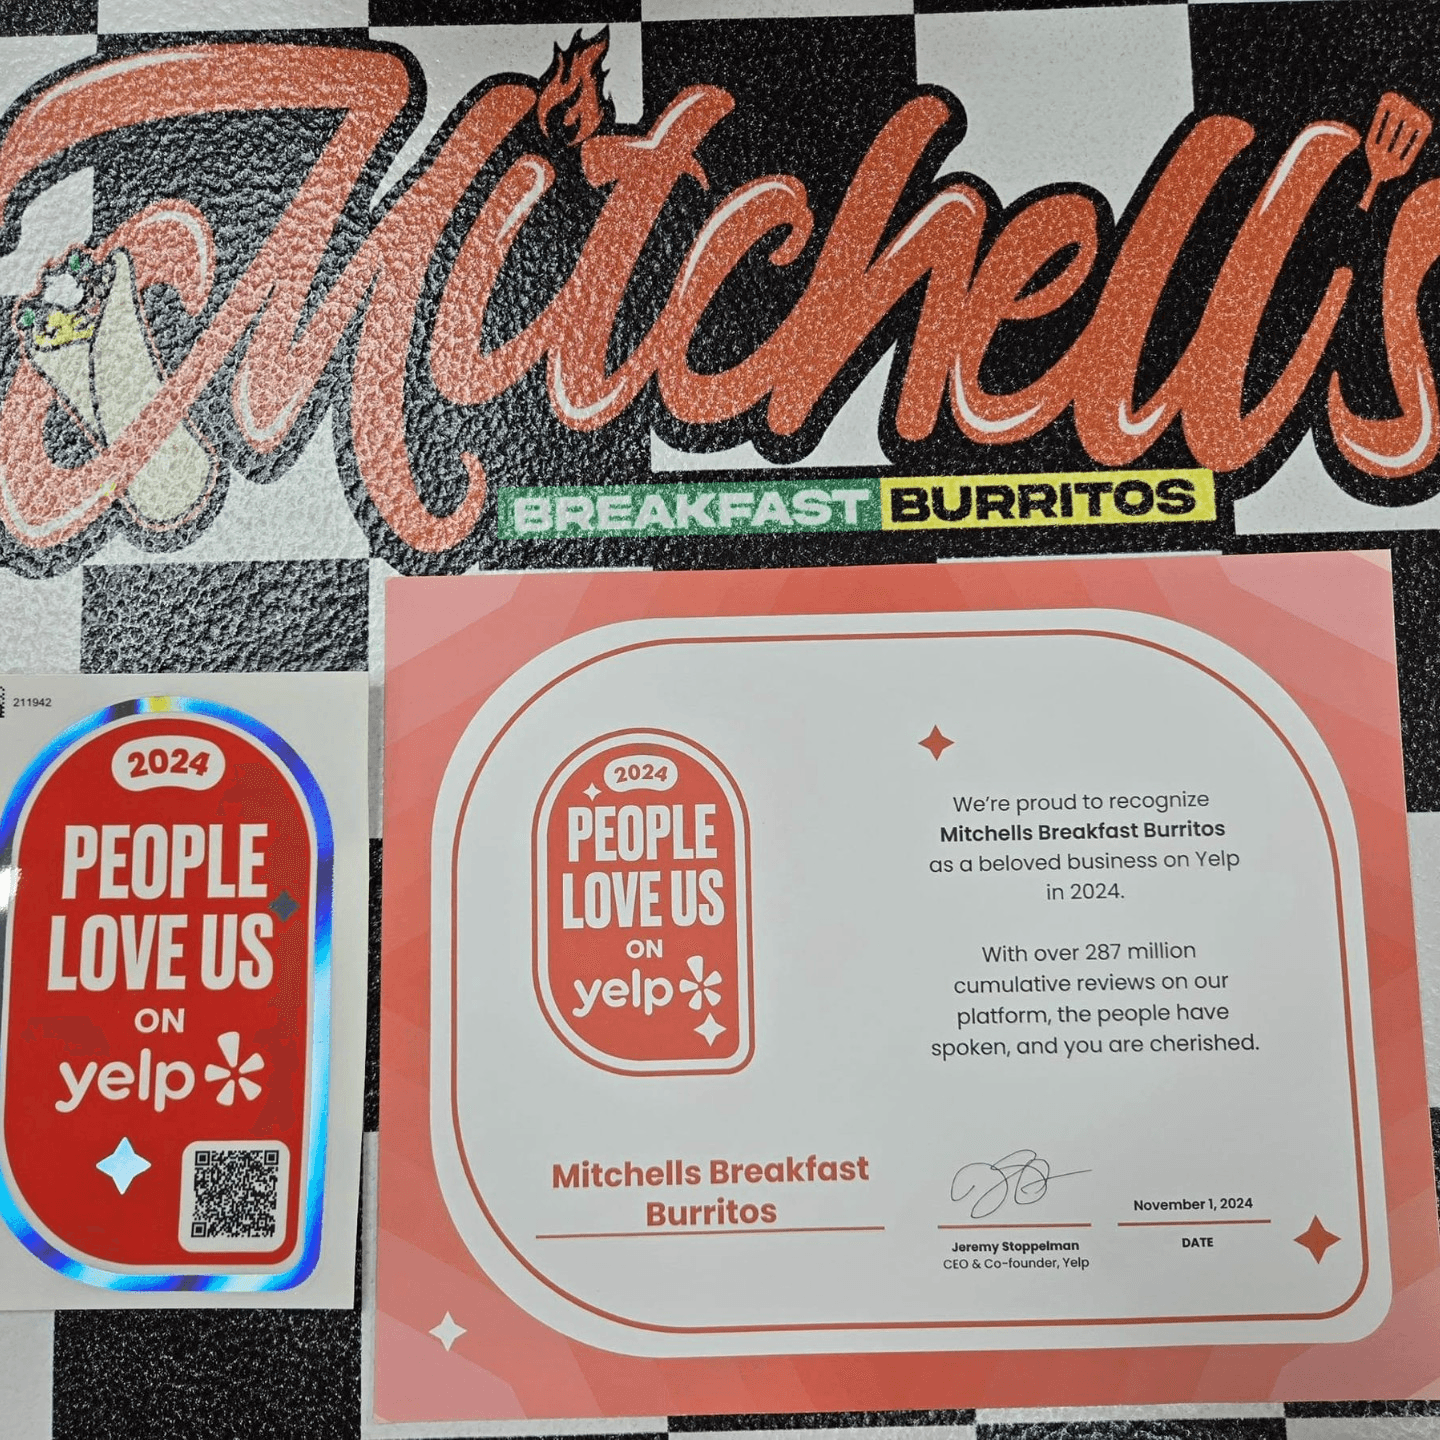 Mitchell's
BREAKFAST BURRITOS
211942
2024
PEOPLE
LOVE US
ON
yelp
2024
PEOPLE
LOVE US
ON
yelp
We're proud to recognize
Mitchells Breakfast Burritos
as a beloved business on Yelp
in 2024.
With over 287 million
cumulative reviews on our
platform, the people have
spoken, and you are cherished.
Mitchells Breakfast
Burritos
Jeremy Stoppelman
CEO & Co-founder, Yelp
November 1, 2024
DATE